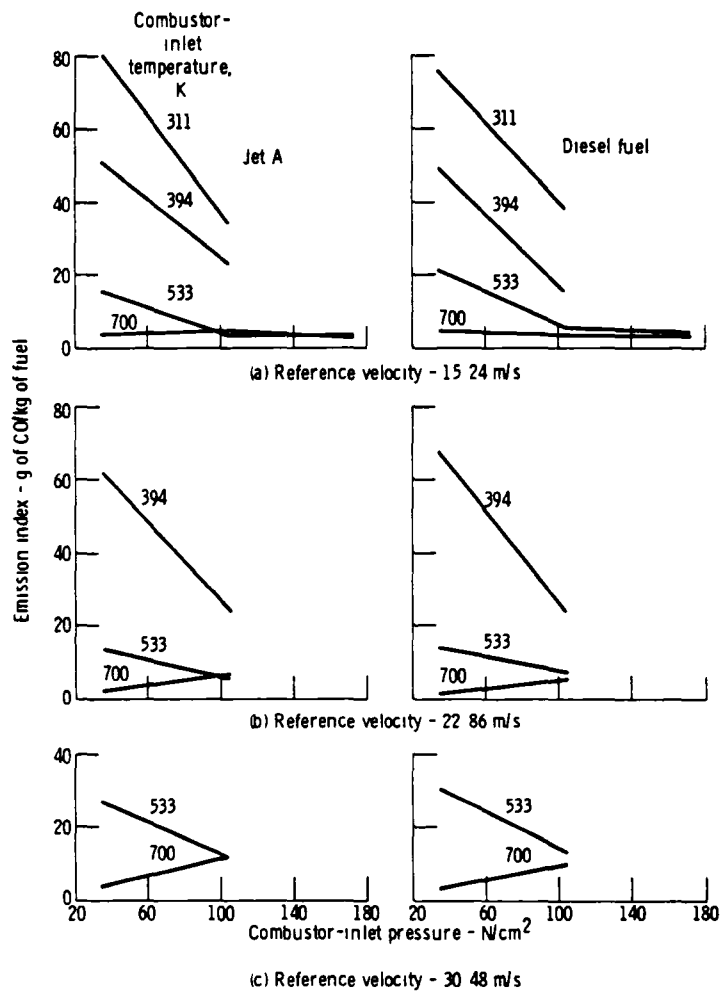 Combustor-
inlet
temperature,
K
80
60
40
20
0
311
394
533
700
Jet A
311
394
533
700
Diesel fuel
(a) Reference velocity - 15 24 m/s
80
60
40
20
0
394
533
700
394
533
700
(b) Reference velocity - 22 86 m/s
40
20
0
533
700
533
700
20 60 100 140 180 20 60 100 140 180
Combustor-inlet pressure - N/cm2
(c) Reference velocity - 30 48 m/s
Emission index - g of CO/kg of fuel